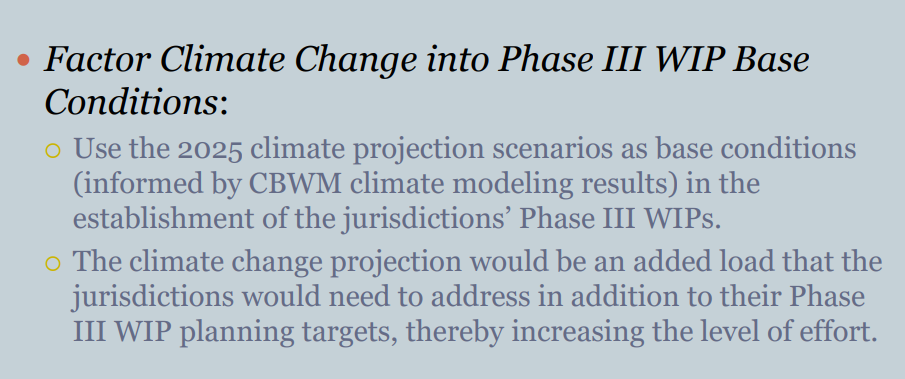 • Factor Climate Change into Phase III WIP Base
Conditions:
○ Use the 2025 climate projection scenarios as base conditions
(informed by CBWM climate modeling results) in the
establishment of the jurisdictions’ Phase III WIPs.
○ The climate change projection would be an added load that the
jurisdictions would need to address in addition to their Phase
III WIP planning targets, thereby increasing the level of effort.